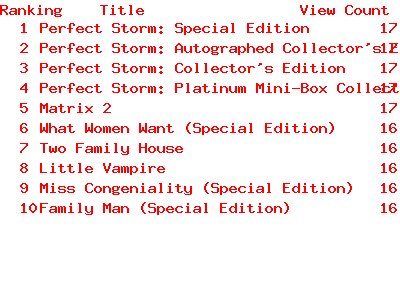 Ranking Title View Count
1 Perfect Storm: Special Edition 17
2 Perfect Storm: Autographed Collector's E 17
3 Perfect Storm: Collector's Edition 17
4 Perfect Storm: Platinum Mini-Box Collect 17
5 Matrix 2 17
6 What Women Want (Special Edition) 16
7 Two Family House 16
8 Little Vampire 16
9 Miss Congeniality (Special Edition) 16
10 Family Man (Special Edition) 16